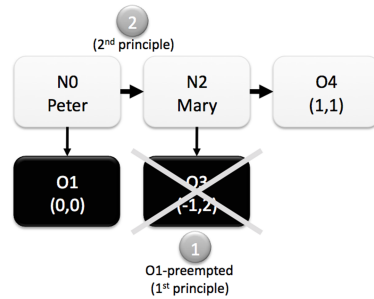 2
(2nd principle)
N0
Peter
N2
Mary
O4
(1,1)
O1
(0,0)
O3
(-1,2)
1
O1-preempted
(1st principle)